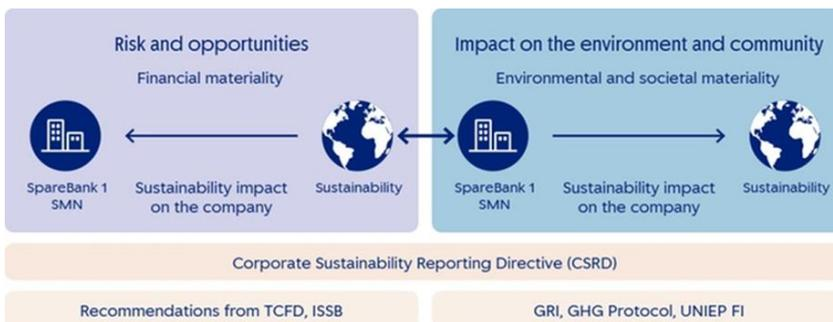 Risk and opportunities
Financial materiality
SpareBank 1
SMN
Sustainability impact
on the company
Sustainability
Impact on the environment and community
Environmental and societal materiality
SpareBank 1
SMN
Sustainability impact
on the company
Sustainability
Corporate Sustainability Reporting Directive (CSRD)
Recommendations from TCFD, ISSB
GRI, GHG Protocol, UNIEP FI